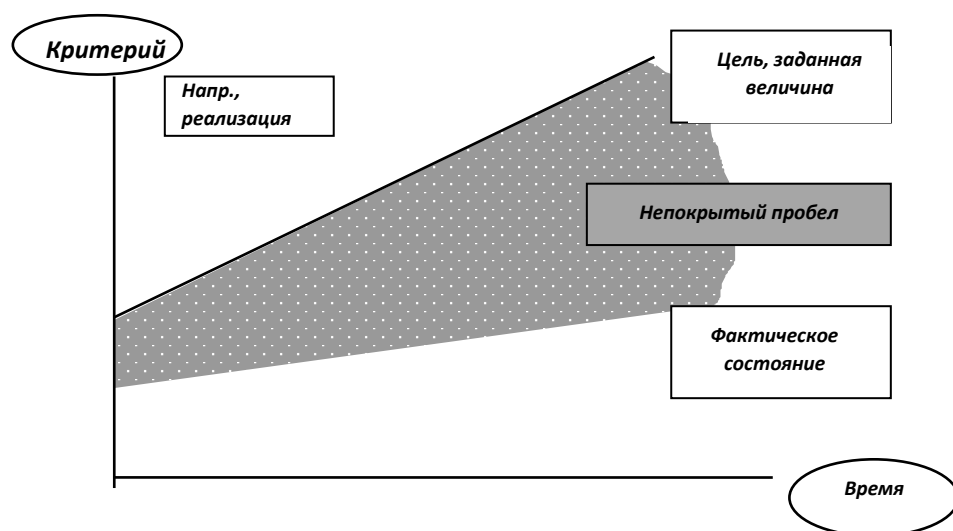 Критерий
Напр.,
реализация
Цель, заданная
величина
Непокрытый пробел
Фактическое
состояние
Время